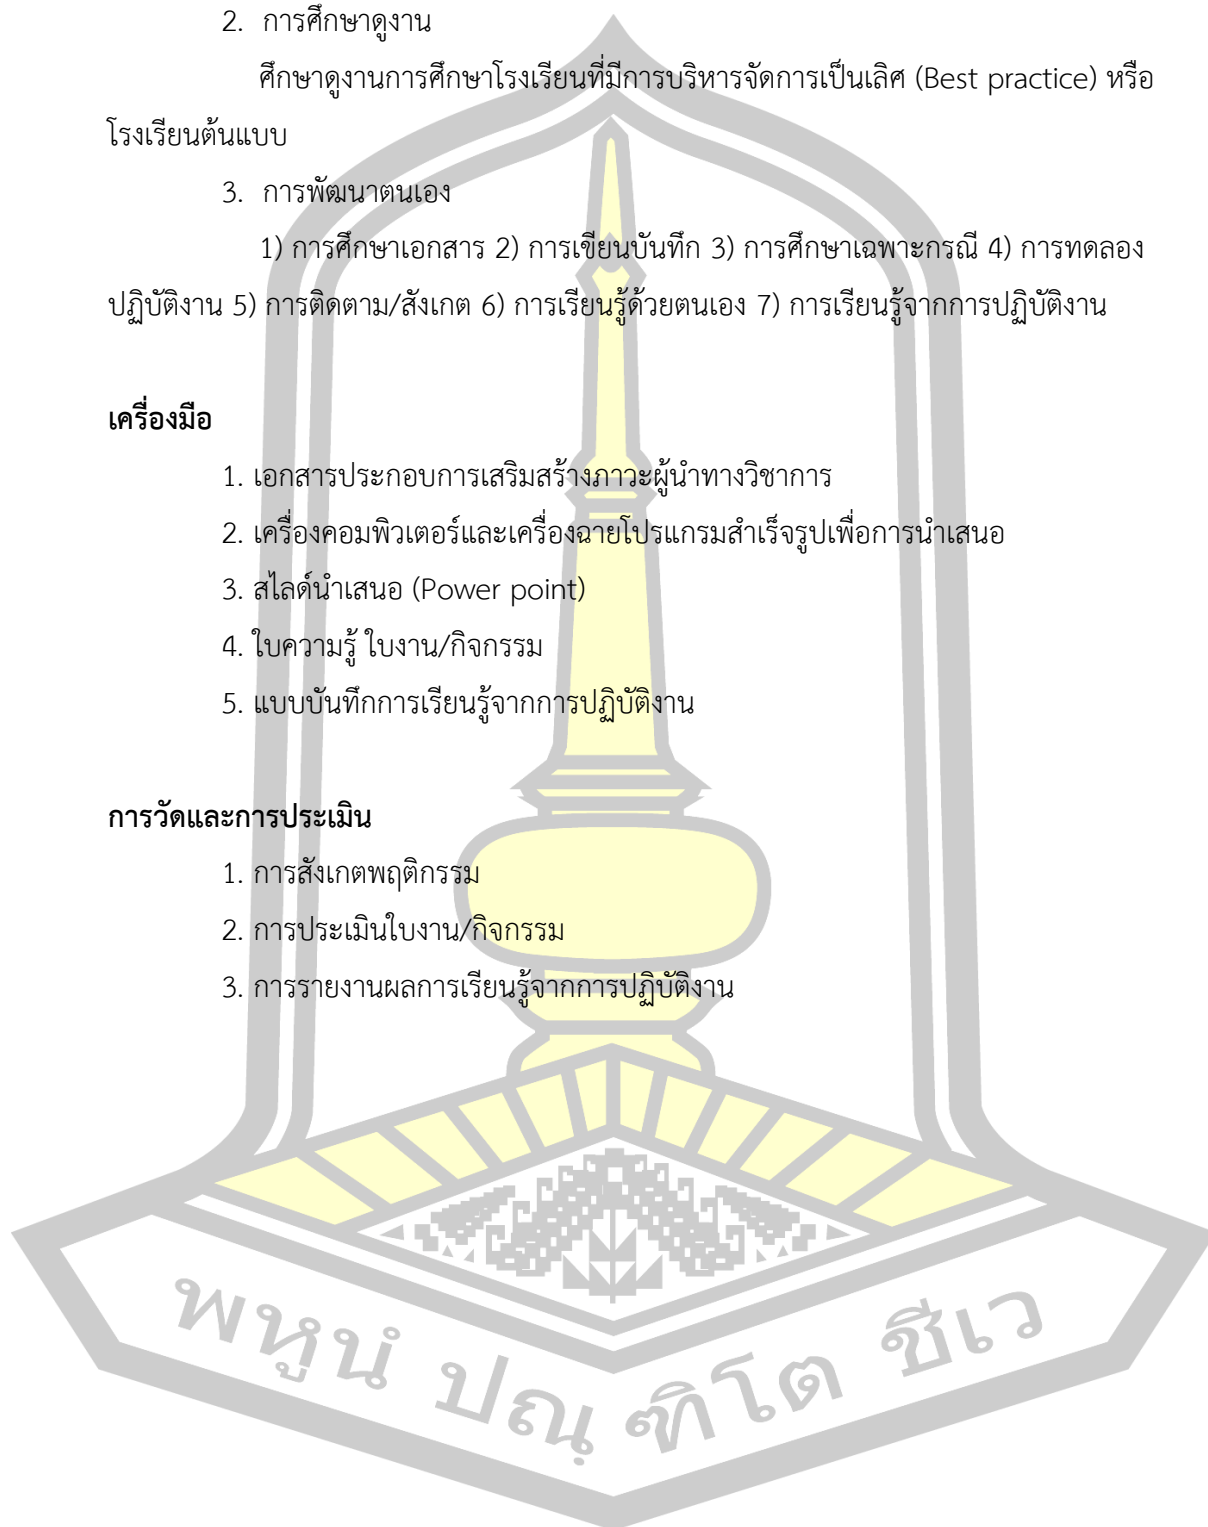 2. การศึกษาดูงาน
ศึกษาดูงานการศึกษาโรงเรียนที่มีการบริหารจัดการเป็นเลิศ (Best practice) หรือ
โรงเรียนต้นแบบ
3. การพัฒนาตนเอง
1) การศึกษาเอกสาร 2) การเขียนบันทึก 3) การศึกษาเฉพาะกรณี 4) การทดลอง
ปฏิบัติงาน 5) การติดตาม/สังเกต 6) การเรียนรู้ด้วยตนเอง 7) การเรียนรู้จากการปฏิบัติงาน
เครื่องมือ
1. เอกสารประกอบการเสริมสร้างภาวะผู้นำทางวิชาการ
2. เครื่องคอมพิวเตอร์และเครื่องฉายโปรแกรมสำเร็จรูปเพื่อการนำเสนอ
3. สไลด์นำเสนอ (Power point)
4. ใบความรู้ ใบงาน/กิจกรรม
5. แบบบันทึกการเรียนรู้จากการปฏิบัติงาน
การวัดและการประเมิน
1. การสังเกตพฤติกรรม
2. การประเมินใบงาน/กิจกรรม
3. การรายงานผลการเรียนรู้จากการปฏิบัติงาน
พหูนํ ปณฺฑิโต ชีเว